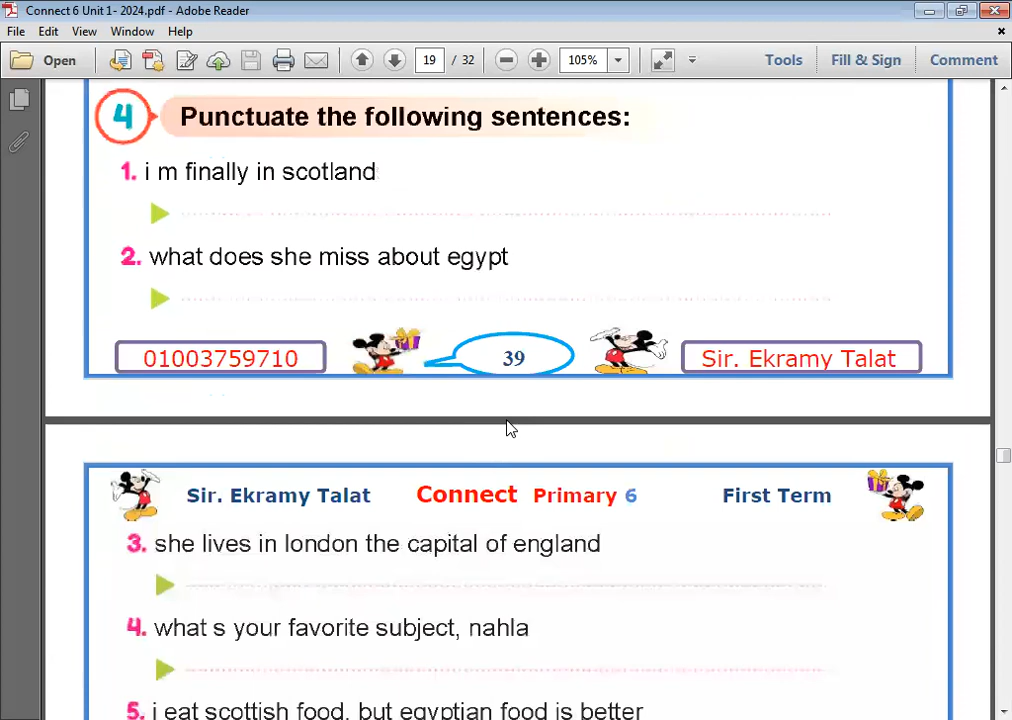 Connect 6 Unit 1- 2024.pdf - Adobe Reader
File Edit View Window Help
Open 19 / 32 105% Tools Fill & Sign Comment
4 Punctuate the following sentences:
1. i m finally in scotland
2. what does she miss about egypt
01003759710 39 Sir. Ekramy Talat
Sir. Ekramy Talat Connect Primary 6 First Term
3. she lives in london the capital of england
4. what s your favorite subject, nahla
5. i eat scottish food, but egyptian food is better